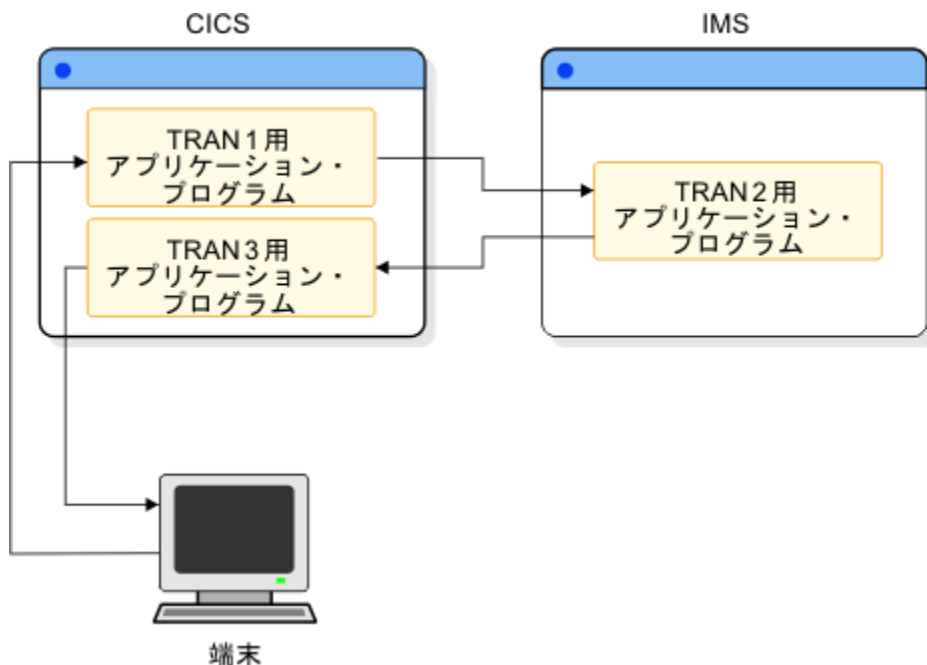 CICS
IMS
TRAN1用
アプリケーション・
プログラム
TRAN2用
アプリケーション・
プログラム
TRAN3用
アプリケーション・
プログラム
端末